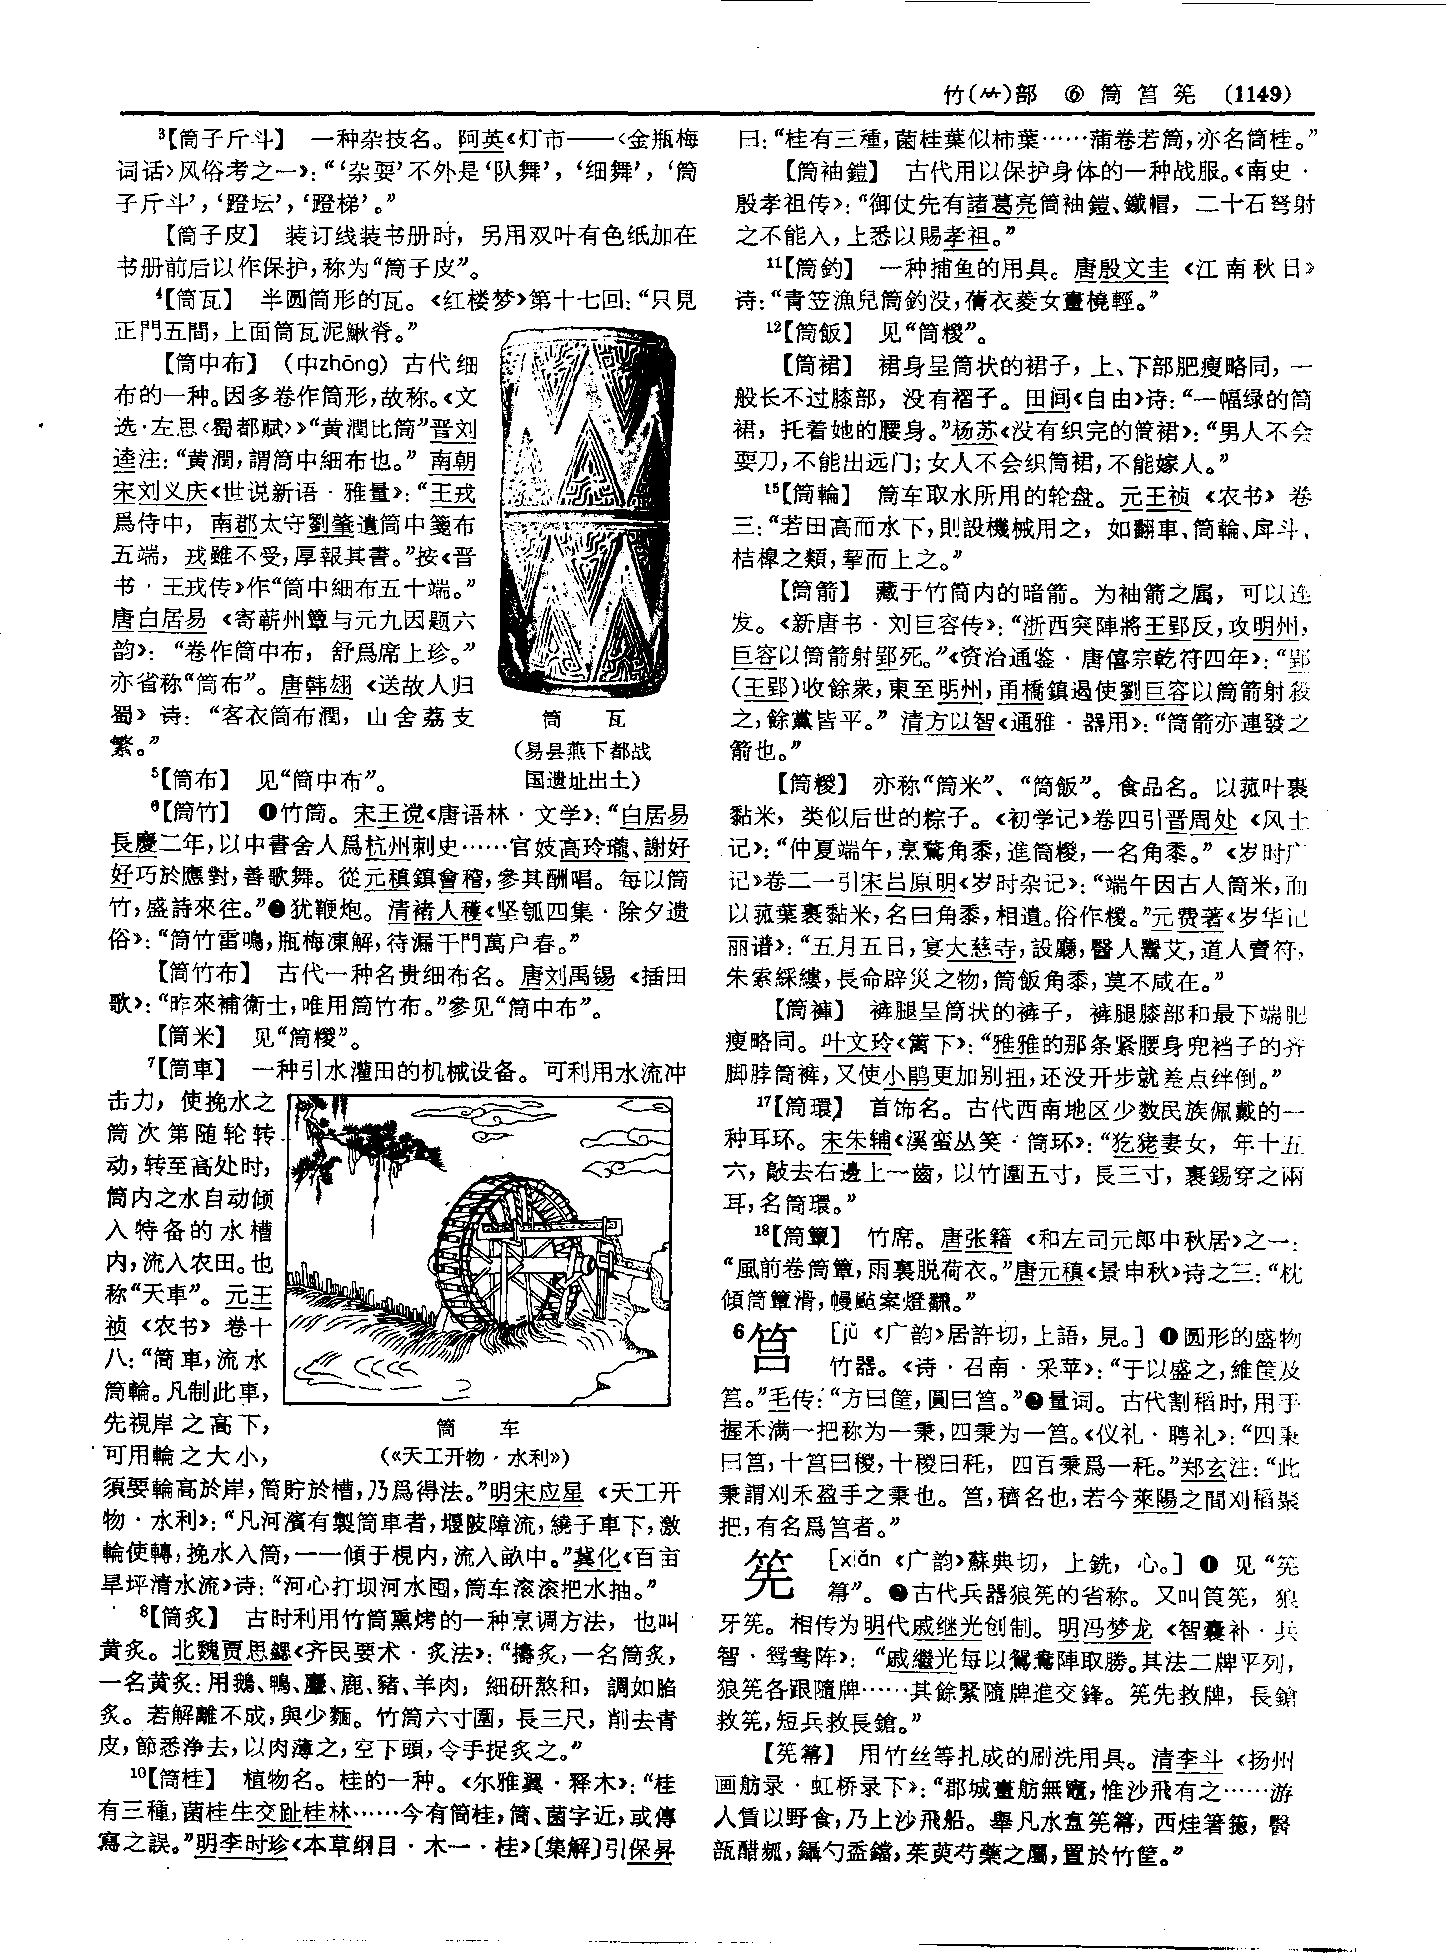 竹(⺮)部　⑥　筒 筥 筅　(1149)
³【筒子斤斗】　一种杂技名。阿英《灯市——〈金瓶梅
词话〉风俗考之一》:“‘杂耍’不外是‘队舞’，‘细舞’，‘筒
子斤斗’，‘蹬坛’，‘蹬梯’。”
【筒子皮】　装订线装书册时，另用双叶有色纸加在
书册前后以作保护，称为“筒子皮”。
⁴【筒瓦】　半圆筒形的瓦。《红楼梦》第十七回:“只見
正門五間，上面筒瓦泥鰍脊。”
【筒中布】　(中zhōng)古代细
布的一种。因多卷作筒形，故称。《文
选·左思〈蜀都赋〉》“黄潤比筒”晋刘
逵注:“黄潤，謂筒中細布也。”南朝
宋刘义庆《世说新语·雅量》:“王戎
爲侍中，南郡太守劉肇遺筒中箋布
五端，戎雖不受，厚報其書。”按《晋
书·王戎传》作“筒中細布五十端。”
唐白居易《寄蕲州簟与元九因题六
韵》:“卷作筒中布，舒爲席上珍。”
亦省称“筒布”。唐韩翃《送故人归
蜀》诗:“客衣筒布潤，山舍荔支
繁。”
筒　瓦
(易县燕下都战
国遗址出土)
⁵【筒布】　见“筒中布”。
⁶【筒竹】　❶竹筒。宋王谠《唐语林·文学》:“白居易
長慶二年，以中書舍人爲杭州刺史……官妓高玲瓏、謝好
好巧於應對，善歌舞。從元稹鎮會稽，參其酬唱。每以筒
竹，盛詩來往。”❷犹鞭炮。清褚人穫《坚瓠四集·除夕遗
俗》:“筒竹雷鳴，瓶梅凍解，待漏千門萬户春。”
【筒竹布】　古代一种名贵细布名。唐刘禹锡《插田
歌》:“昨來補衛士，唯用筒竹布。”参见“筒中布”。
【筒米】　见“筒糉”。
⁷【筒車】　一种引水灌田的机械设备。可利用水流冲
击力，使挽水之
筒次第随轮转
动，转至高处时，
筒内之水自动倾
入特备的水槽
内，流入农田。也
称“天車”。元王
祯《农书》卷十
八:“筒車，流水
筒輪。凡制此車，
先視岸之高下，
可用輪之大小，
筒　车
(《天工开物·水利》)
須要輪高於岸，筒貯於槽，乃爲得法。”明宋应星《天工开
物·水利》:“凡河濱有製筒車者，堰陂障流，繞子車下，激
輪使轉，挽水入筒，一一傾于枧内，流入畝中。”冀化《百亩
旱坪清水流》诗:“河心打坝河水囤，筒车滚滚把水抽。”
⁸【筒炙】　古时利用竹筒熏烤的一种烹调方法，也叫
黄炙。北魏贾思勰《齐民要术·炙法》:“擣炙，一名筒炙，
一名黄炙:用鵝、鴨、麞、鹿、豬、羊肉，細研熬和，調如䐄
炙。若解離不成，與少麵。竹筒六寸圍，長三尺，削去青
皮，節悉浄去，以肉薄之，空下頭，令手捉炙之。”
¹⁰【筒桂】　植物名。桂的一种。《尔雅翼·释木》:“桂
有三種，菌桂生交趾桂林……今有筒桂，筒、菌字近，或傳
寫之誤。”明李时珍《本草纲目·木一·桂》〔集解〕引保昇
曰:“桂有三種，菌桂葉似柿葉……蒲卷若筒，亦名筒桂。”
【筒袖鎧】　古代用以保护身体的一种战服。《南史·
殷孝祖传》:“御仗先有諸葛亮筒袖鎧、鐵帽，二十石弩射
之不能入，上悉以賜孝祖。”
¹¹【筒釣】　一种捕鱼的用具。唐殷文圭《江南秋日》
诗:“青笠漁兒筒釣没，蒨衣菱女畫橈輕。”
¹²【筒飯】　见“筒糉”。
【筒裙】　裙身呈筒状的裙子，上、下部肥瘦略同，一
般长不过膝部，没有褶子。田间《自由》诗:“一幅绿的筒
裙，托着她的腰身。”杨苏《没有织完的筒裙》:“男人不会
耍刀，不能出远门；女人不会织筒裙，不能嫁人。”
¹⁵【筒輪】　筒车取水所用的轮盘。元王祯《农书》卷
三:“若田高而水下，則設機械用之，如翻車、筒輪、戽斗、
桔槔之類，挈而上之。”
【筒箭】　藏于竹筒内的暗箭。为袖箭之属，可以连
发。《新唐书·刘巨容传》:“浙西突陣將王郢反，攻明州，
巨容以筒箭射郢死。”《资治通鉴·唐僖宗乾符四年》:“郢
(王郢)收餘衆，東至明州，甬橋鎮遏使劉巨容以筒箭射殺
之，餘黨皆平。”清方以智《通雅·器用》:“筒箭亦連發之
箭也。”
【筒糉】　亦称“筒米”、“筒飯”。食品名。以菰叶裹
黏米，类似后世的粽子。《初学记》卷四引晋周处《风土
记》:“仲夏端午，烹鶩角黍，進筒糉，一名角黍。”《岁时广
记》卷二一引宋吕原明《岁时杂记》:“端午因古人筒米，而
以菰葉裹黏米，名曰角黍，相遺。俗作糉。”元费著《岁华记
丽谱》:“五月五日，宴大慈寺，設廳，醫人鬻艾，道人賣符，
朱索綵縷，長命辟災之物，筒飯角黍，莫不咸在。”
【筒褲】　裤腿呈筒状的裤子，裤腿膝部和最下端肥
瘦略同。叶文玲《篱下》:“雅雅的那条紧腰身兜裆子的齐
脚脖筒裤，又使小鹃更加别扭，还没开步就差点绊倒。”
¹⁷【筒環】　首饰名。古代西南地区少数民族佩戴的一
种耳环。宋朱辅《溪蛮丛笑·筒环》:“犵狫妻女，年十五
六，敲去右邊上一齒，以竹圍五寸，長三寸，裹錫穿之兩
耳，名筒環。”
¹⁸【筒簟】　竹席。唐张籍《和左司元郎中秋居》之一:
“風前卷筒簟，雨裏脱荷衣。”唐元稹《景申秋》诗之三:“枕
傾筒簟滑，幔颭案燈翻。”
⁶筥　[jǔ《广韵》居許切，上語，見。]❶圆形的盛物
竹器。《诗·召南·采苹》:“于以盛之，維筐及
筥。”毛传:“方曰筐，圓曰筥。”❷量词。古代割稻时，用手
握禾满一把称为一秉，四秉为一筥。《仪礼·聘礼》:“四秉
曰筥，十筥曰稯，十稯曰秅，四百秉爲一秅。”郑玄注:“此
秉謂刈禾盈手之秉也。筥，穧名也，若今萊陽之間刈稻聚
把，有名爲筥者。”
筅　[xiǎn《广韵》蘇典切，上銑，心。]❶见“筅
帚”。❷古代兵器狼筅的省称。又叫筤筅，狼
牙筅。相传为明代戚继光创制。明冯梦龙《智囊补·兵
智·鸳鸯阵》:“戚繼光每以鴛鴦陣取勝。其法二牌平列，
狼筅各跟隨牌……其餘緊隨牌進交鋒。筅先救牌，長鎗
救筅，短兵救長鎗。”
【筅箒】　用竹丝等扎成的刷洗用具。清李斗《扬州
画舫录·虹桥录下》:“郡城畫舫無竈，惟沙飛有之……游
人賃以野食，乃上沙飛船。舉凡水盍筅箒，西烓箸籔，醬
瓿醋瓻，鑷勺盉鐺，茱萸芍藥之屬，置於竹筐。”